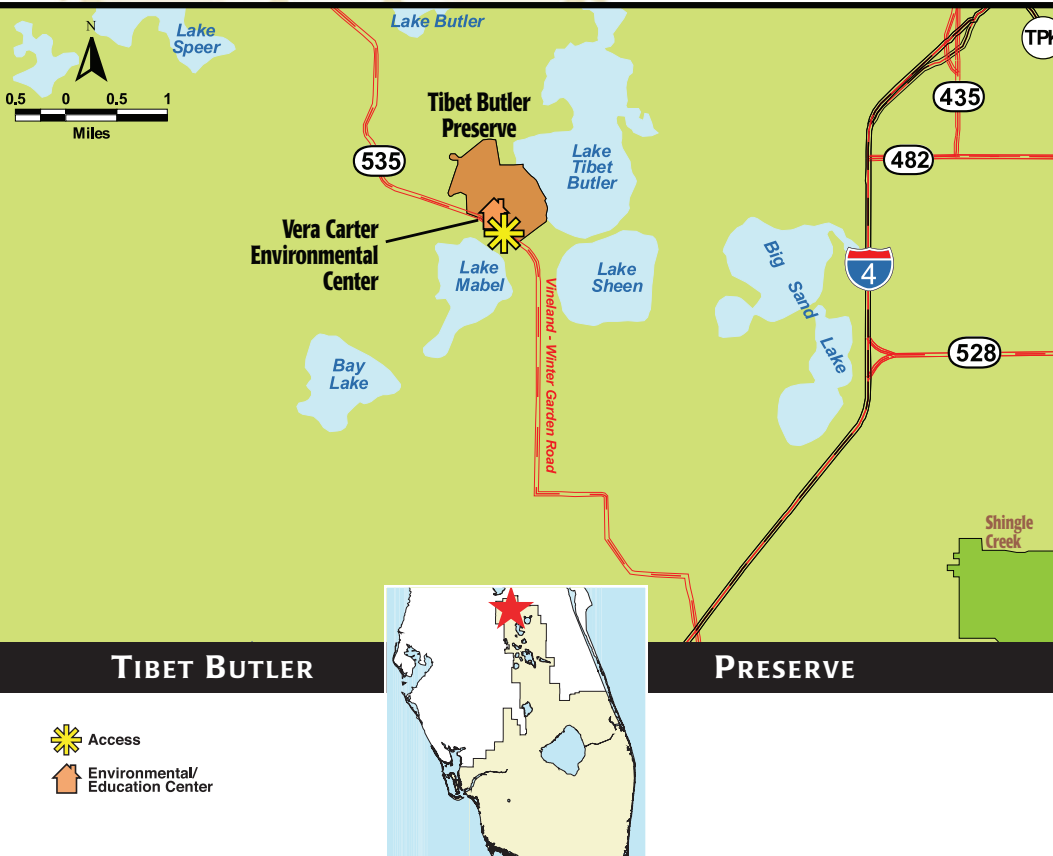 Lake Butler
Lake
Speer
N
0.5 0 0.5 1
Miles
TPK
435
Tibet Butler
Preserve
535
482
Lake
Tibet
Butler
Vera Carter
Environmental
Center
Lake
Mabel
Lake
Sheen
Big Sand Lake
4
Vineland - Winter Garden Road
528
Bay
Lake
Shingle
Creek
TIBET BUTLER PRESERVE
Access
Environmental/
Education Center